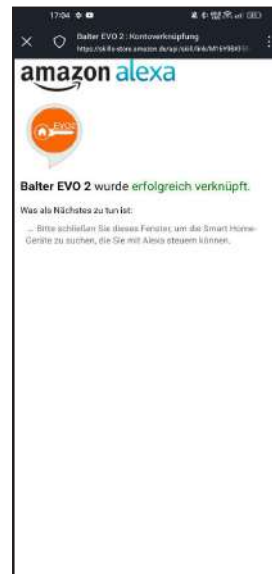 17:04
Balter EVO 2 : Kontoverknüpfung
amazon alexa
EVO2
Balter EVO 2 wurde erfolgreich verknüpft.
Was als Nächstes zu tun ist:
... Bitte schließen Sie dieses Fenster, um die Smart Home-
Geräte zu suchen, die Sie mit Alexa steuern können.